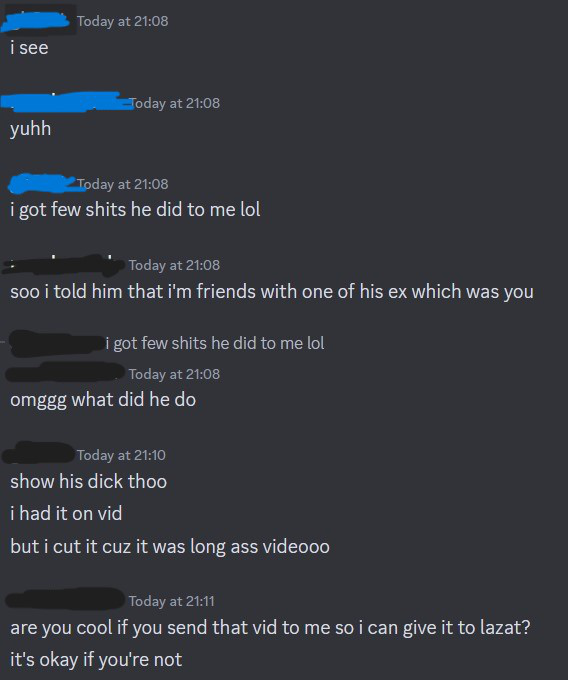 Today at 21:08
i see
Today at 21:08
yuhh
Today at 21:08
i got few shits he did to me lol
Today at 21:08
soo i told him that i'm friends with one of his ex which was you
i got few shits he did to me lol
Today at 21:08
omggg what did he do
Today at 21:10
show his dick thoo
i had it on vid
but i cut it cuz it was long ass videooo
Today at 21:11
are you cool if you send that vid to me so i can give it to lazat?
it's okay if you're not